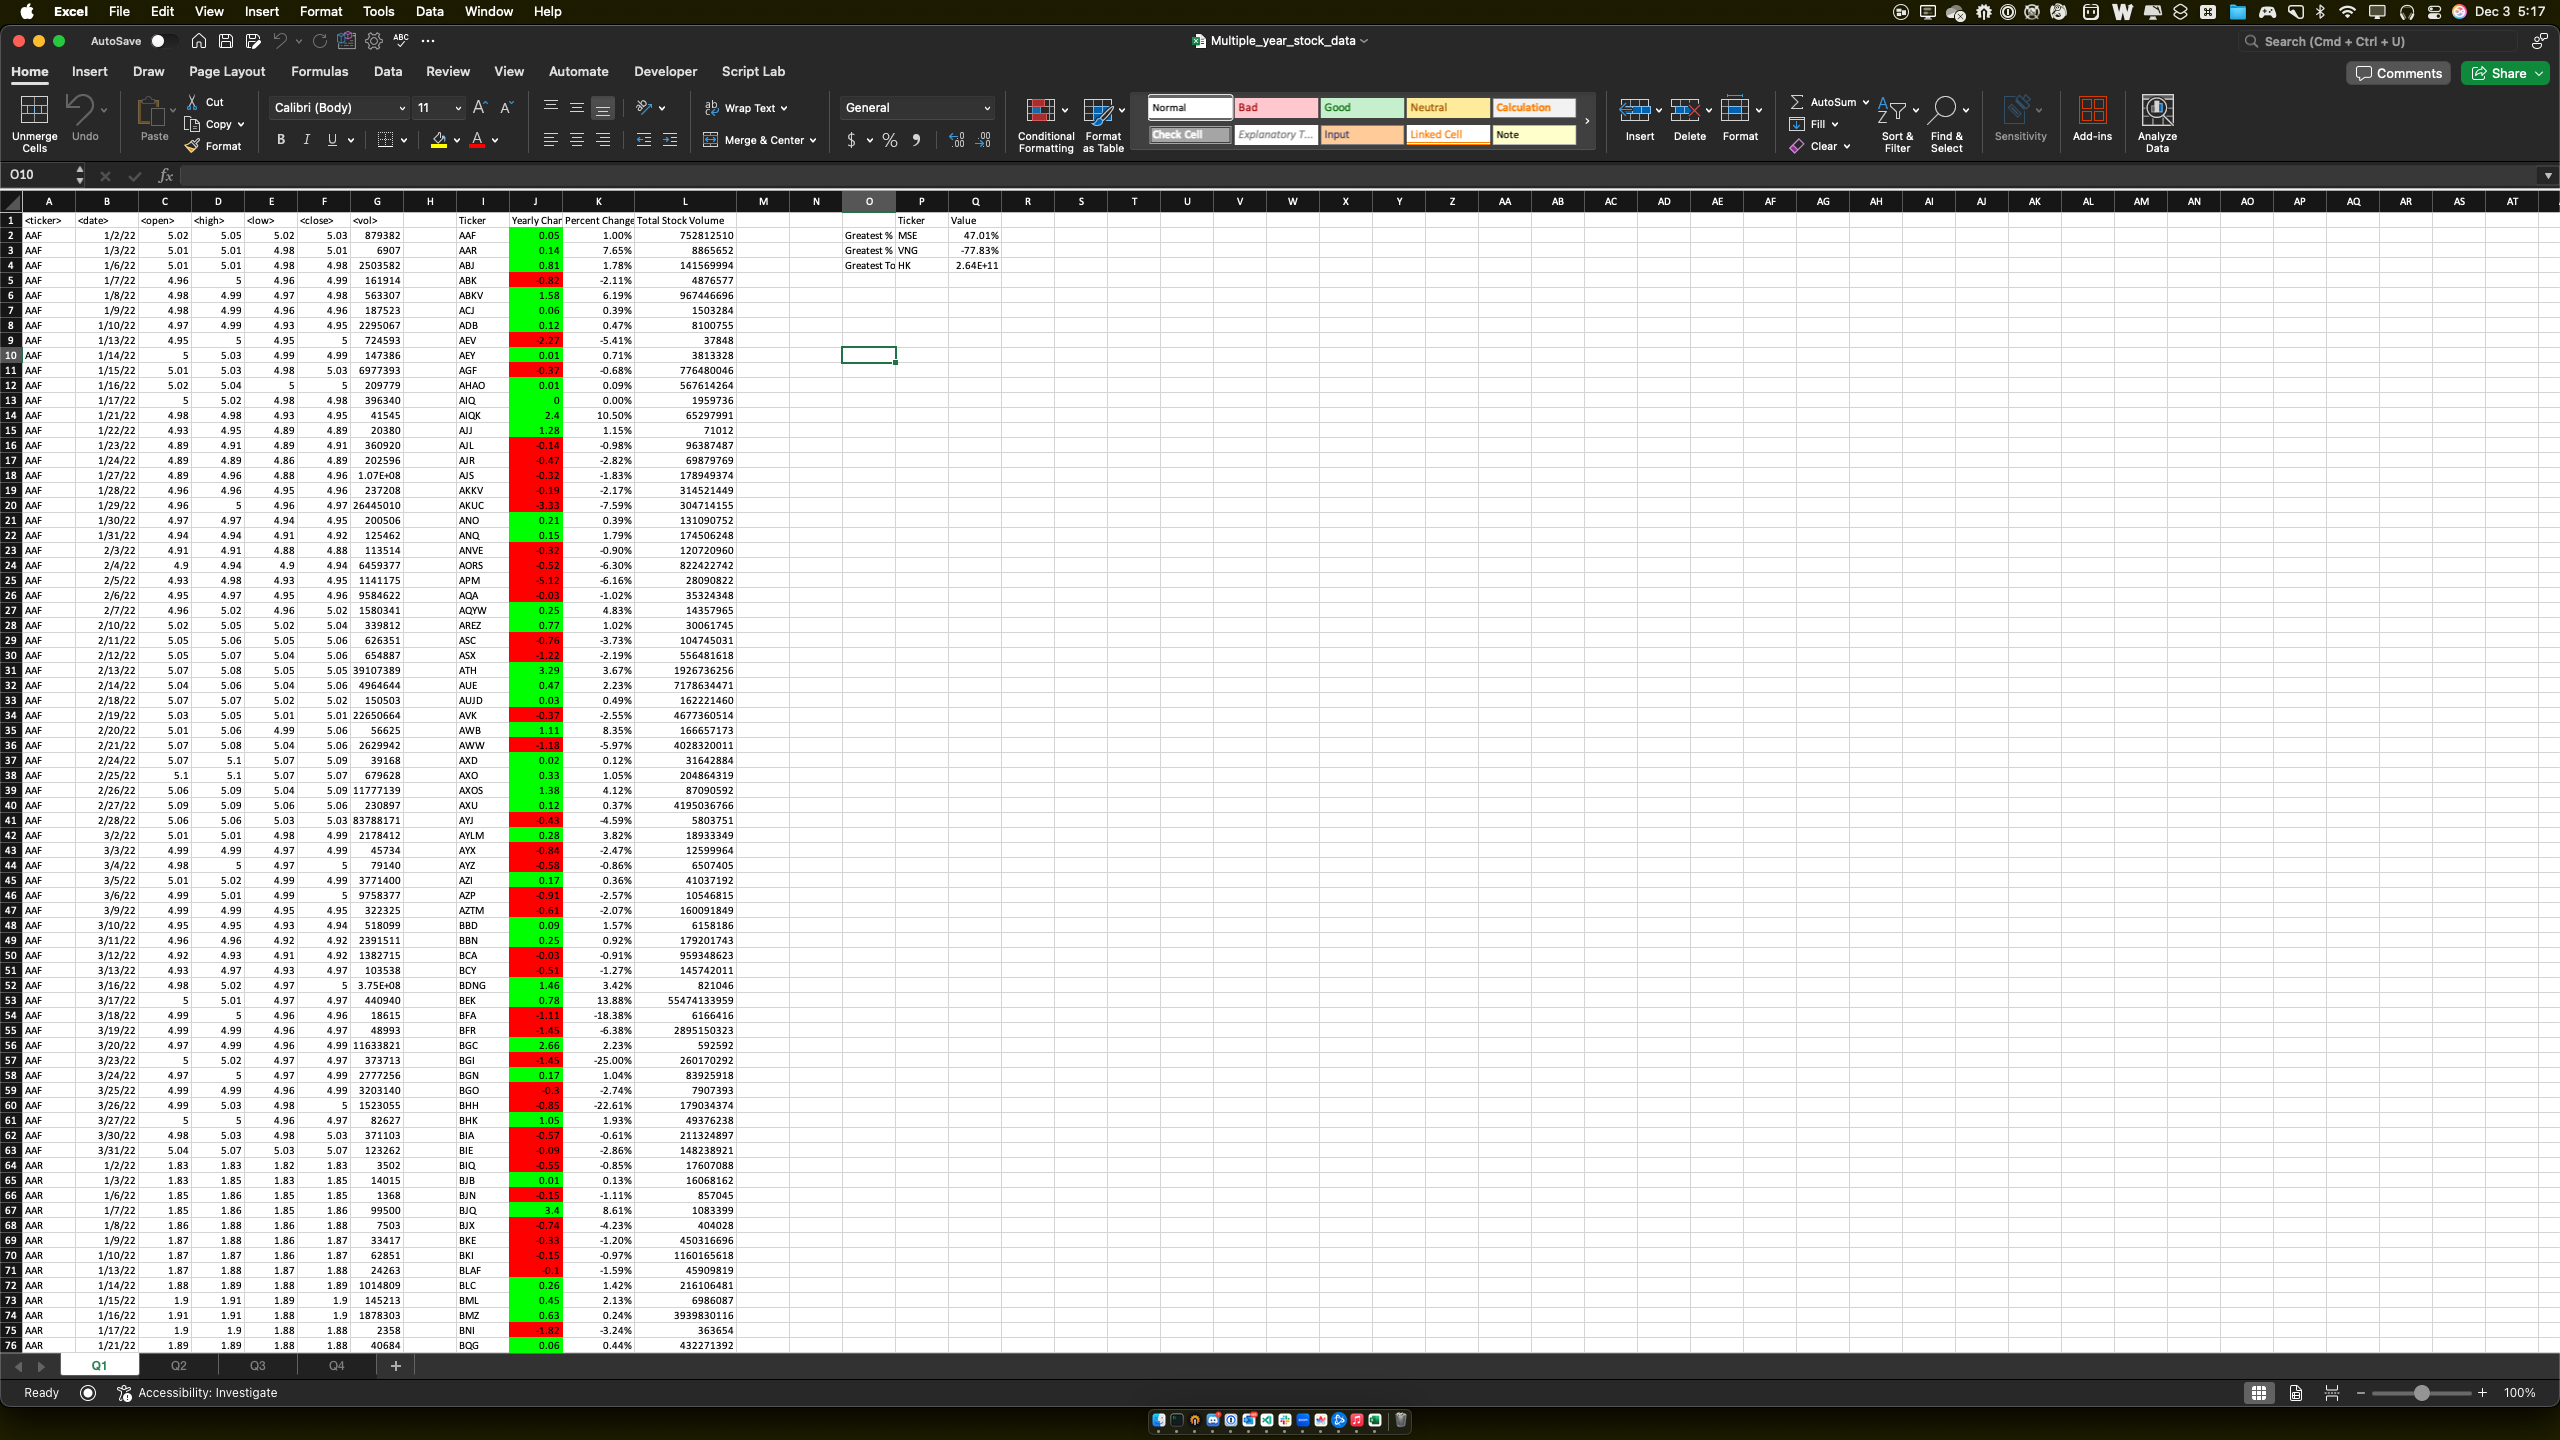 Excel File Edit View Insert Format Tools Data Window Help Dec 3 5:17
AutoSave Multiple_year_stock_data Search (Cmd + Ctrl + U)
Home Insert Draw Page Layout Formulas Data Review View Automate Developer Script Lab Comments Share
Unmerge Cells Undo Paste Cut Copy Format Calibri (Body) 11 B I U Wrap Text Merge & Center General $ % Conditional Formatting Format as Table Normal Bad Good Neutral Calculation
Check Cell Explanatory T... Input Linked Cell Note Insert Delete Format AutoSum Fill Clear Sort & Filter Find & Select Sensitivity Add-ins Analyze Data
O10 fx
A B C D E F G H I J K L M N O P Q R S T U V W X Y Z AA AB AC AD AE AF AG AH AI AJ AK AL AM AN AO AP AQ AR AS AT
1 <ticker> <date> <open> <high> <low> <close> <vol> Ticker Yearly Char Percent Change Total Stock Volume Ticker Value
2 AAF 1/2/22 5.02 5.05 5.02 5.03 879382 AAF 0.05 1.00% 752812510 Greatest % MSE 47.01%
3 AAF 1/3/22 5.01 5.01 4.98 5.01 6907 AAR 0.14 7.65% 8865652 Greatest % VNG -77.83%
4 AAF 1/6/22 5.01 5.01 4.98 4.98 2503582 ABJ 0.81 1.78% 141569994 Greatest To HK 2.64E+11
5 AAF 1/7/22 4.96 5 4.96 4.99 161914 ABK -0.82 -2.11% 4876577
6 AAF 1/8/22 4.98 4.99 4.97 4.98 563307 ABKV 1.58 6.19% 967446696
7 AAF 1/9/22 4.98 4.99 4.96 4.96 187523 ACJ 0.06 0.39% 1503284
8 AAF 1/10/22 4.97 4.99 4.93 4.95 2295067 ADB 0.12 0.47% 8100755
9 AAF 1/13/22 4.95 5 4.95 5 724593 AEV -2.27 -5.41% 37848
10 AAF 1/14/22 5 5.03 4.99 4.99 147386 AEY 0.01 0.71% 3813328
11 AAF 1/15/22 5.01 5.03 4.98 5.03 6977393 AGF -0.37 -0.68% 776480046
12 AAF 1/16/22 5.02 5.04 5 5 209779 AHAO 0.01 0.09% 567614264
13 AAF 1/17/22 5 5.02 4.98 4.98 396340 AIQ 0 0.00% 1959736
14 AAF 1/21/22 4.98 4.98 4.93 4.95 41545 AIQK 2.4 10.50% 65297991
15 AAF 1/22/22 4.93 4.95 4.89 4.89 20380 AJJ 1.28 1.15% 71012
16 AAF 1/23/22 4.89 4.91 4.89 4.91 360920 AJL -0.14 -0.98% 96387487
17 AAF 1/24/22 4.89 4.89 4.86 4.89 202596 AJR -0.47 -2.82% 69879769
18 AAF 1/27/22 4.89 4.96 4.88 4.96 1.07E+08 AJS -0.32 -1.83% 178949374
19 AAF 1/28/22 4.96 4.96 4.95 4.96 237208 AKKV -0.19 -2.17% 314521449
20 AAF 1/29/22 4.96 5 4.96 4.97 26445010 AKUC -3.33 -7.59% 304714155
21 AAF 1/30/22 4.97 4.97 4.94 4.95 200506 ANO 0.21 0.39% 131090752
22 AAF 1/31/22 4.94 4.94 4.91 4.92 125462 ANQ 0.15 1.79% 174506248
23 AAF 2/3/22 4.91 4.91 4.88 4.88 113514 ANVE -0.32 -0.90% 120720960
24 AAF 2/4/22 4.9 4.94 4.9 4.94 6459377 AORS -0.52 -6.30% 822422742
25 AAF 2/5/22 4.93 4.98 4.93 4.95 1141175 APM -5.12 -6.16% 28090822
26 AAF 2/6/22 4.95 4.97 4.95 4.96 9584622 AQA -0.03 -1.02% 35324348
27 AAF 2/7/22 4.96 5.02 4.96 5.02 1580341 AQYW 0.25 4.83% 14357965
28 AAF 2/10/22 5.02 5.05 5.02 5.04 339812 AREZ 0.77 1.02% 30061745
29 AAF 2/11/22 5.05 5.06 5.05 5.06 626351 ASC -0.76 -3.73% 104745031
30 AAF 2/12/22 5.05 5.07 5.04 5.06 654887 ASX -1.22 -2.19% 556481618
31 AAF 2/13/22 5.07 5.08 5.05 5.05 39107389 ATH 3.29 3.67% 1926736256
32 AAF 2/14/22 5.04 5.06 5.04 5.06 4964644 AUE 0.47 2.23% 7178634471
33 AAF 2/18/22 5.07 5.07 5.02 5.02 150503 AUJD 0.03 0.49% 162221460
34 AAF 2/19/22 5.03 5.05 5.01 5.01 22650664 AVK -0.37 -2.55% 4677360514
35 AAF 2/20/22 5.01 5.06 4.99 5.06 56625 AWB 1.11 8.35% 166657173
36 AAF 2/21/22 5.07 5.08 5.04 5.06 2629942 AWW -1.18 -5.97% 4028320011
37 AAF 2/24/22 5.07 5.1 5.07 5.09 39168 AXD 0.02 0.12% 31642884
38 AAF 2/25/22 5.1 5.1 5.07 5.07 679628 AXO 0.33 1.05% 204864319
39 AAF 2/26/22 5.06 5.09 5.04 5.09 11777139 AXOS 1.38 4.12% 87090592
40 AAF 2/27/22 5.09 5.09 5.06 5.06 230897 AXU 0.12 0.37% 4195036766
41 AAF 2/28/22 5.06 5.06 5.03 5.03 83788171 AYJ -0.43 -4.59% 5803751
42 AAF 3/2/22 5.01 5.01 4.98 4.99 2178412 AYLM 0.28 3.82% 18933349
43 AAF 3/3/22 4.99 4.99 4.97 4.99 45734 AYX -0.84 -2.47% 12599964
44 AAF 3/4/22 4.98 5 4.97 5 79140 AYZ -0.58 -0.86% 6507405
45 AAF 3/5/22 5.01 5.02 4.99 4.99 3771400 AZI 0.17 0.36% 41037192
46 AAF 3/6/22 4.99 5.01 4.99 5 9758377 AZP -0.91 -2.57% 10546815
47 AAF 3/9/22 4.99 4.99 4.95 4.95 322325 AZTM -0.61 -2.07% 160091849
48 AAF 3/10/22 4.95 4.95 4.93 4.94 518099 BBD 0.09 1.57% 6158186
49 AAF 3/11/22 4.96 4.96 4.92 4.92 2391511 BBN 0.25 0.92% 179201743
50 AAF 3/12/22 4.92 4.93 4.91 4.92 1382715 BCA -0.03 -0.91% 959348623
51 AAF 3/13/22 4.93 4.97 4.93 4.97 103538 BCY -0.51 -1.27% 145742011
52 AAF 3/16/22 4.98 5.02 4.97 5 3.75E+08 BDNG 1.46 3.42% 821046
53 AAF 3/17/22 5 5.01 4.97 4.97 440940 BEK 0.78 13.88% 55474133959
54 AAF 3/18/22 4.99 5 4.96 4.96 18615 BFA -1.11 -18.38% 6166416
55 AAF 3/19/22 4.99 4.99 4.96 4.97 48993 BFR -1.45 -6.38% 2895150323
56 AAF 3/20/22 4.97 4.99 4.96 4.99 11633821 BGC 2.66 2.23% 592592
57 AAF 3/23/22 5 5.02 4.97 4.97 373713 BGI -1.45 -25.00% 260170292
58 AAF 3/24/22 4.97 5 4.97 4.99 2777256 BGN 0.17 1.04% 83925918
59 AAF 3/25/22 4.99 4.99 4.96 4.99 3203140 BGO -0.3 -2.74% 7907393
60 AAF 3/26/22 4.99 5.03 4.98 5 1523055 BHH -0.85 -22.61% 179034374
61 AAF 3/27/22 5 5 4.96 4.97 82627 BHK 1.05 1.93% 49376238
62 AAF 3/30/22 4.98 5.03 4.98 5.03 371103 BIA -0.57 -0.61% 211324897
63 AAF 3/31/22 5.04 5.07 5.03 5.07 123262 BIE -0.09 -2.86% 148238921
64 AAR 1/2/22 1.83 1.83 1.82 1.83 3502 BIQ -0.55 -0.85% 17607088
65 AAR 1/3/22 1.83 1.85 1.83 1.85 14015 BJB 0.01 0.13% 16068162
66 AAR 1/6/22 1.85 1.86 1.85 1.85 1368 BJN -0.15 -1.11% 857045
67 AAR 1/7/22 1.85 1.86 1.85 1.86 99500 BJQ 3.4 8.61% 1083399
68 AAR 1/8/22 1.86 1.88 1.86 1.88 7503 BJX -0.74 -4.23% 404028
69 AAR 1/9/22 1.87 1.88 1.86 1.87 33417 BKE -0.33 -1.20% 450316696
70 AAR 1/10/22 1.87 1.87 1.86 1.87 62851 BKI -0.15 -0.97% 1160165618
71 AAR 1/13/22 1.87 1.88 1.87 1.88 24263 BLAF -0.1 -1.59% 45909819
72 AAR 1/14/22 1.88 1.89 1.88 1.89 1014809 BLC 0.26 1.42% 216106481
73 AAR 1/15/22 1.9 1.91 1.89 1.9 145213 BML 0.45 2.13% 6986087
74 AAR 1/16/22 1.91 1.91 1.88 1.9 1878303 BMZ 0.63 0.24% 3939830116
75 AAR 1/17/22 1.9 1.9 1.88 1.88 2358 BNI -1.82 -3.24% 363654
76 AAR 1/21/22 1.89 1.89 1.88 1.88 40684 BQG 0.06 0.44% 432271392
Q1 Q2 Q3 Q4 +
Ready Accessibility: Investigate 100%